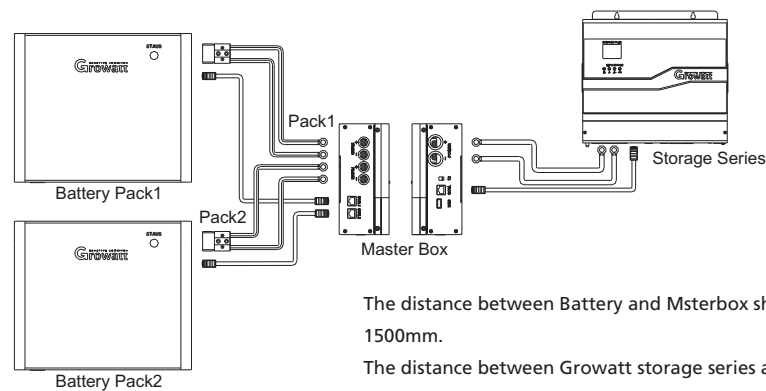 STAUS
Growatt
Battery Pack1
Pack1
Growatt
Storage Series
STAUS
Growatt
Pack2
Battery Pack2
Master Box
The distance between Battery and Msterbox sh
1500mm.
The distance between Growatt storage series a